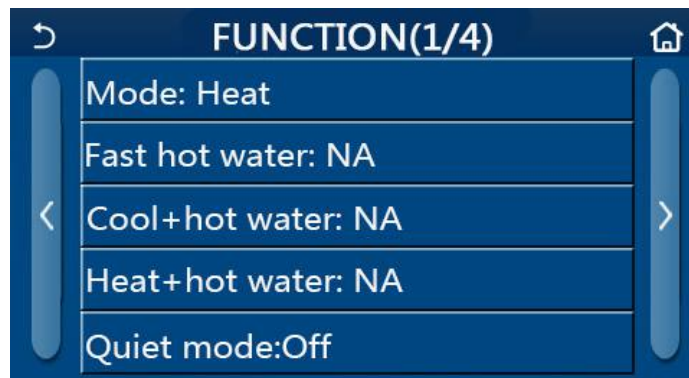 FUNCTION(1/4)
Mode: Heat
Fast hot water: NA
Cool+hot water: NA
Heat+hot water: NA
Quiet mode:Off